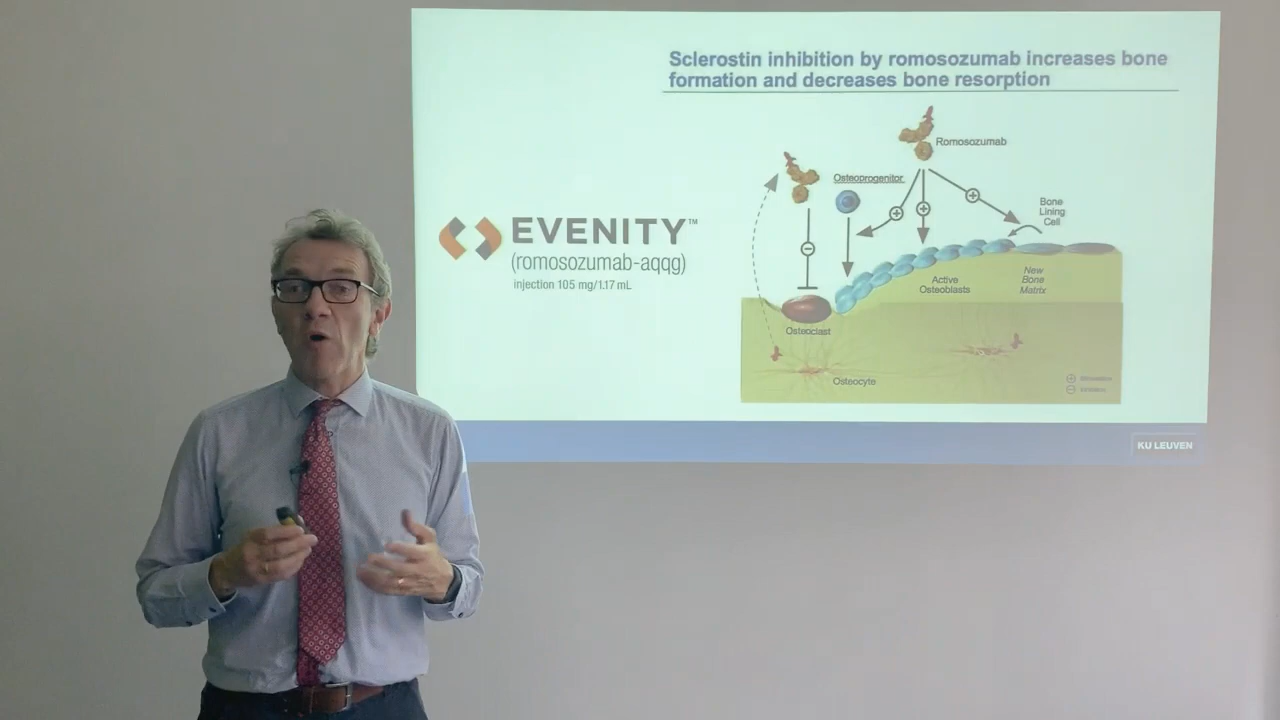 Sclerostin inhibition by romosozumab increases bone
formation and decreases bone resorption
Romosozumab
Osteoprogenitor
Bone
Lining
Cell
EVENITY™
(romosozumab-aqqg)
injection 105 mg/1.17 mL
Active
Osteoblasts
New
Bone
Matrix
Osteoclast
Osteocyte
KU LEUVEN